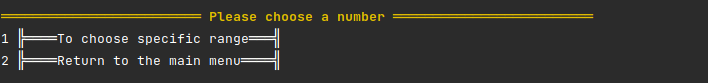 ═════════════════════════ Please choose a number ═════════════════════════
1 ╠════To choose specific range═══╣
2 ╠════Return to the main menu════╣